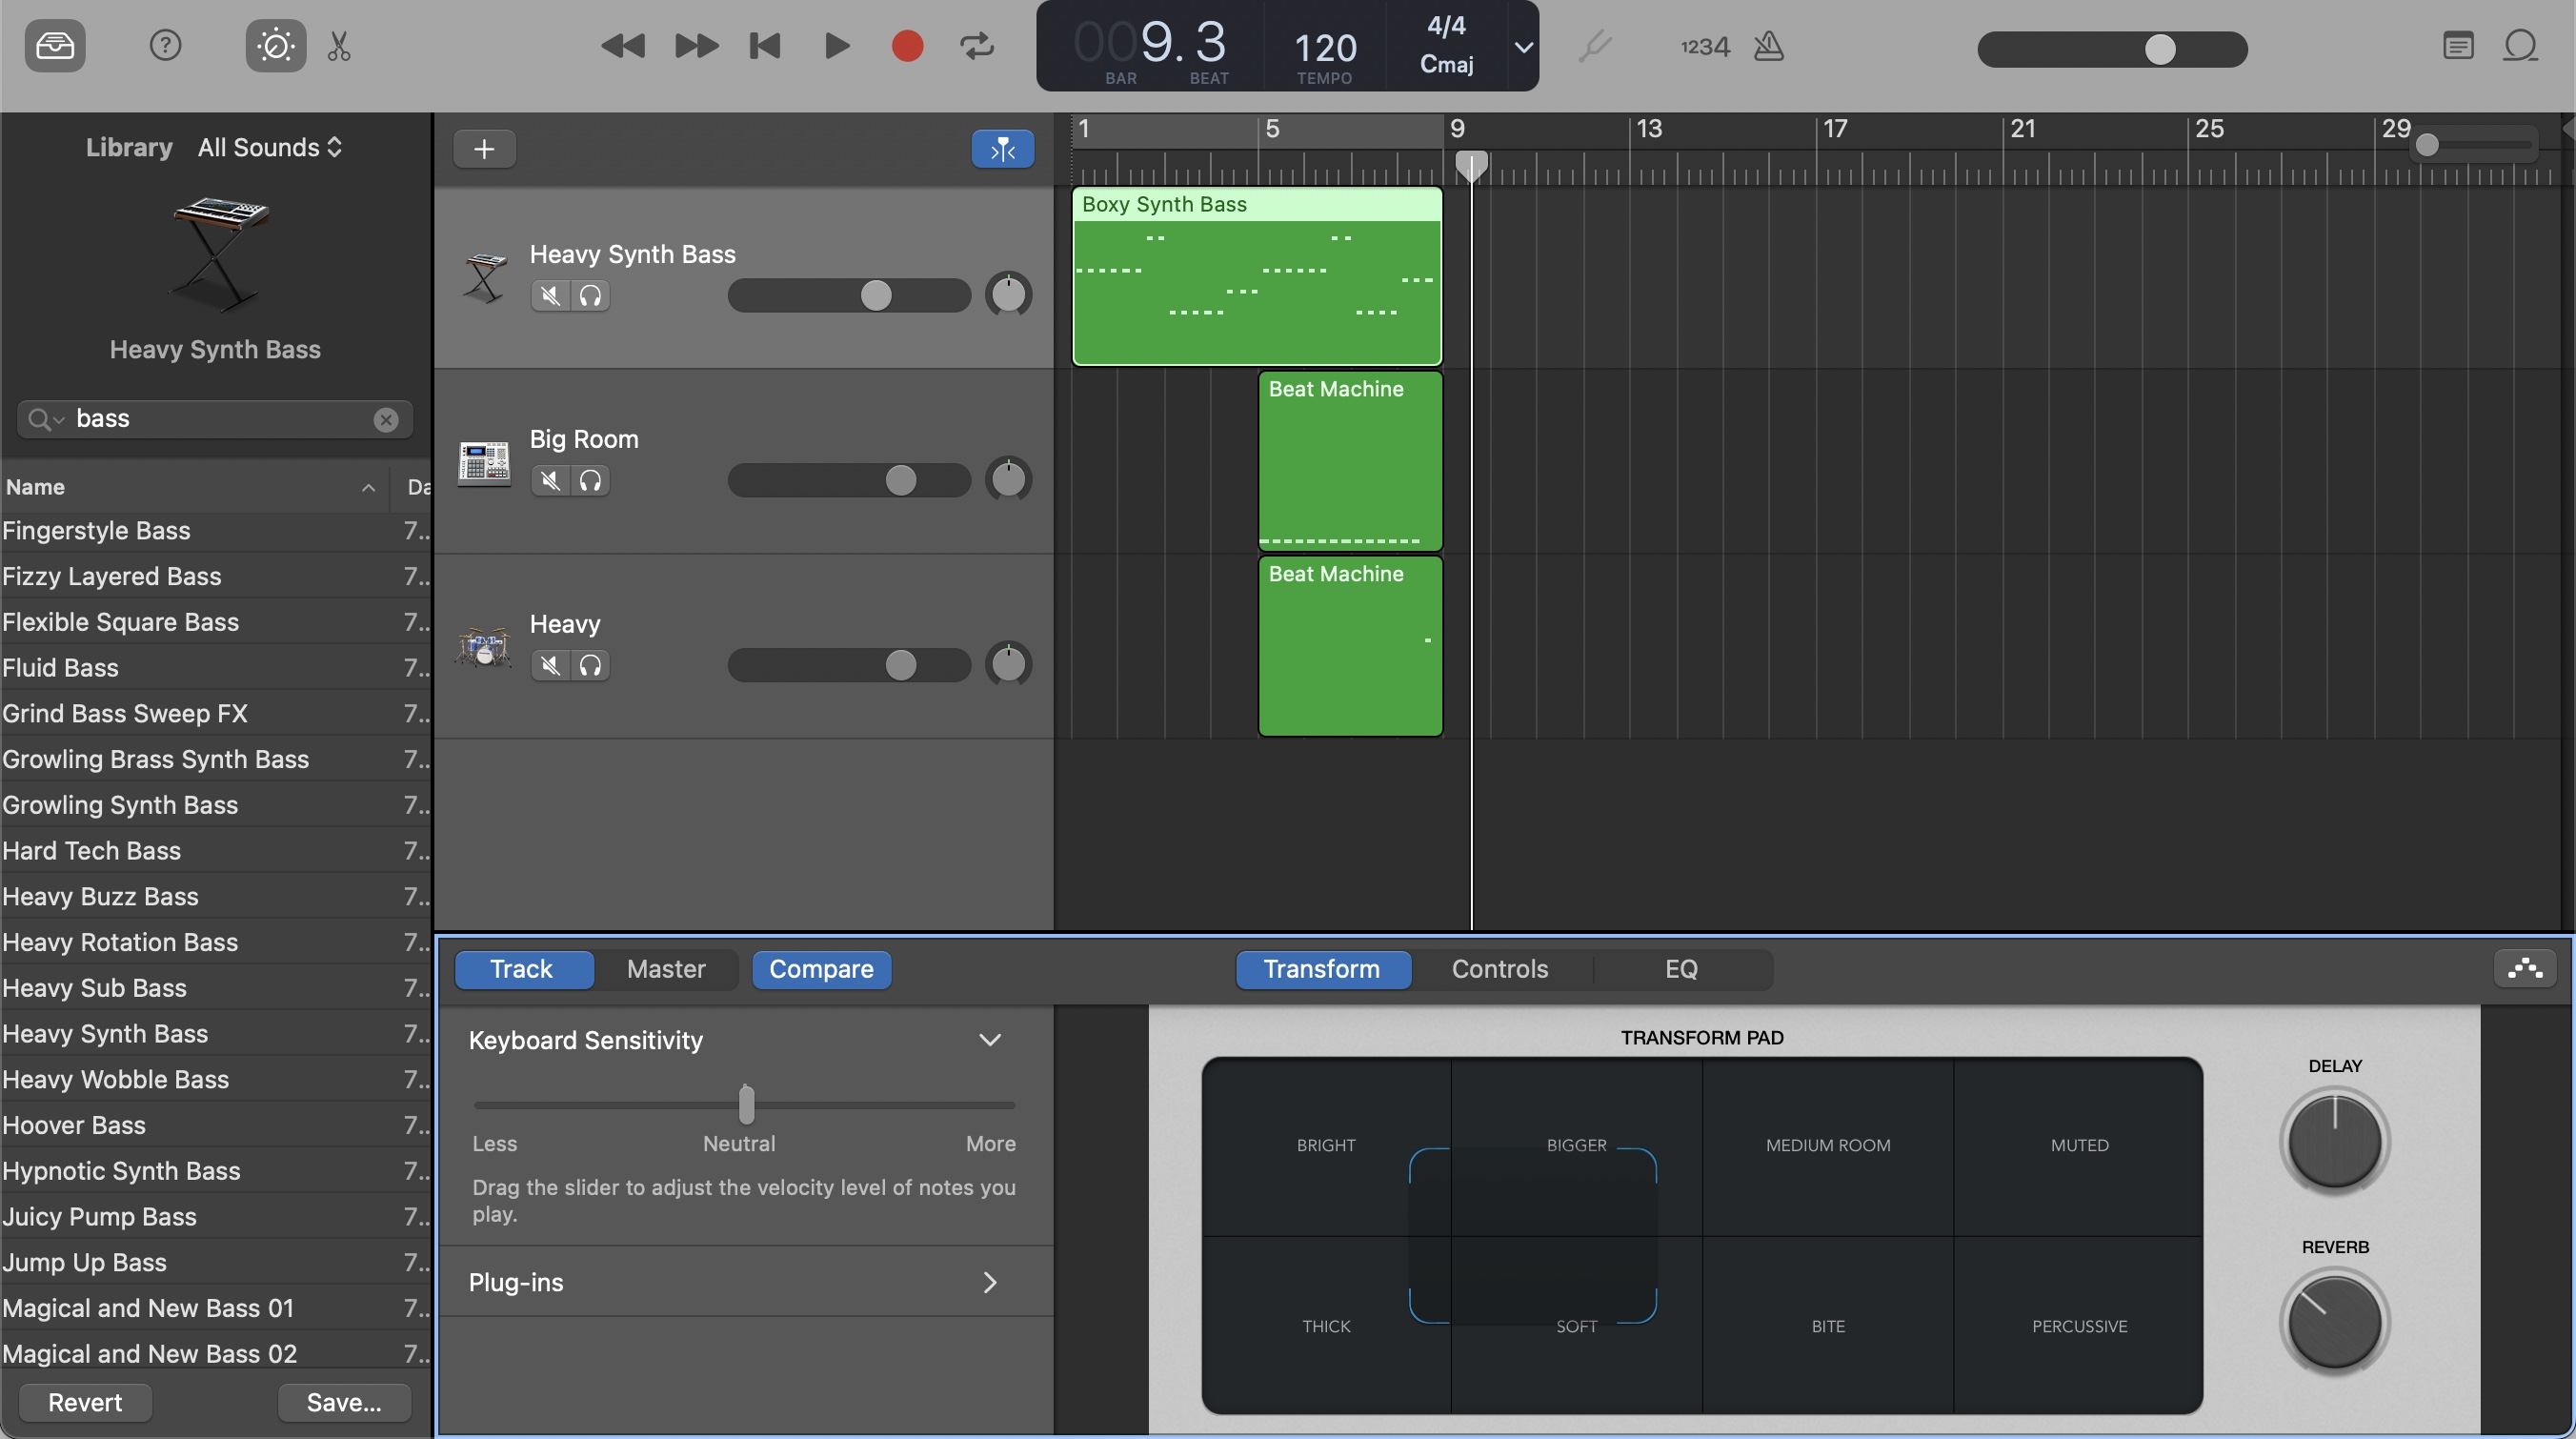 009.3
BAR BEAT
120
TEMPO
4/4
Cmaj
1234
Library All Sounds
Heavy Synth Bass
bass
Name Da
Fingerstyle Bass 7..
Fizzy Layered Bass 7..
Flexible Square Bass 7..
Fluid Bass 7..
Grind Bass Sweep FX 7..
Growling Brass Synth Bass 7..
Growling Synth Bass 7..
Hard Tech Bass 7..
Heavy Buzz Bass 7..
Heavy Rotation Bass 7..
Heavy Sub Bass 7..
Heavy Synth Bass 7..
Heavy Wobble Bass 7..
Hoover Bass 7..
Hypnotic Synth Bass 7..
Juicy Pump Bass 7..
Jump Up Bass 7..
Magical and New Bass 01 7..
Magical and New Bass 02 7..
Revert Save...
1 5 9 13 17 21 25 29
Heavy Synth Bass
Boxy Synth Bass
Big Room
Beat Machine
Heavy
Beat Machine
Track Master Compare
Transform Controls EQ
Keyboard Sensitivity
Less Neutral More
Drag the slider to adjust the velocity level of notes you
play.
Plug-ins
TRANSFORM PAD
BRIGHT BIGGER MEDIUM ROOM MUTED
THICK SOFT BITE PERCUSSIVE
DELAY
REVERB